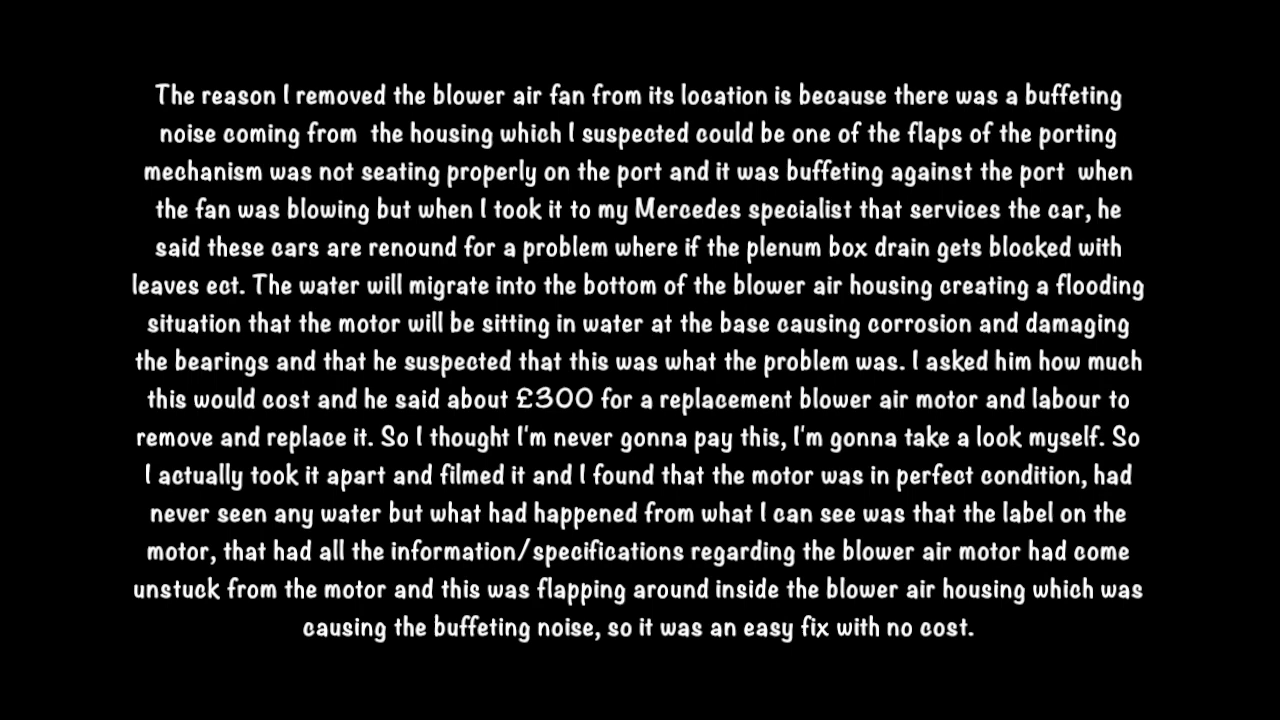 The reason I removed the blower air fan from its location is because there was a buffeting
noise coming from  the housing which I suspected could be one of the flaps of the porting
mechanism was not seating properly on the port and it was buffeting against the port  when
the fan was blowing but when I took it to my Mercedes specialist that services the car, he
said these cars are renound for a problem where if the plenum box drain gets blocked with
leaves ect. The water will migrate into the bottom of the blower air housing creating a flooding
situation that the motor will be sitting in water at the base causing corrosion and damaging
the bearings and that he suspected that this was what the problem was. I asked him how much
this would cost and he said about £300 for a replacement blower air motor and labour to
remove and replace it. So I thought I'm never gonna pay this, I'm gonna take a look myself. So
I actually took it apart and filmed it and I found that the motor was in perfect condition, had
never seen any water but what had happened from what I can see was that the label on the
motor, that had all the information/specifications regarding the blower air motor had come
unstuck from the motor and this was flapping around inside the blower air housing which was
causing the buffeting noise, so it was an easy fix with no cost.